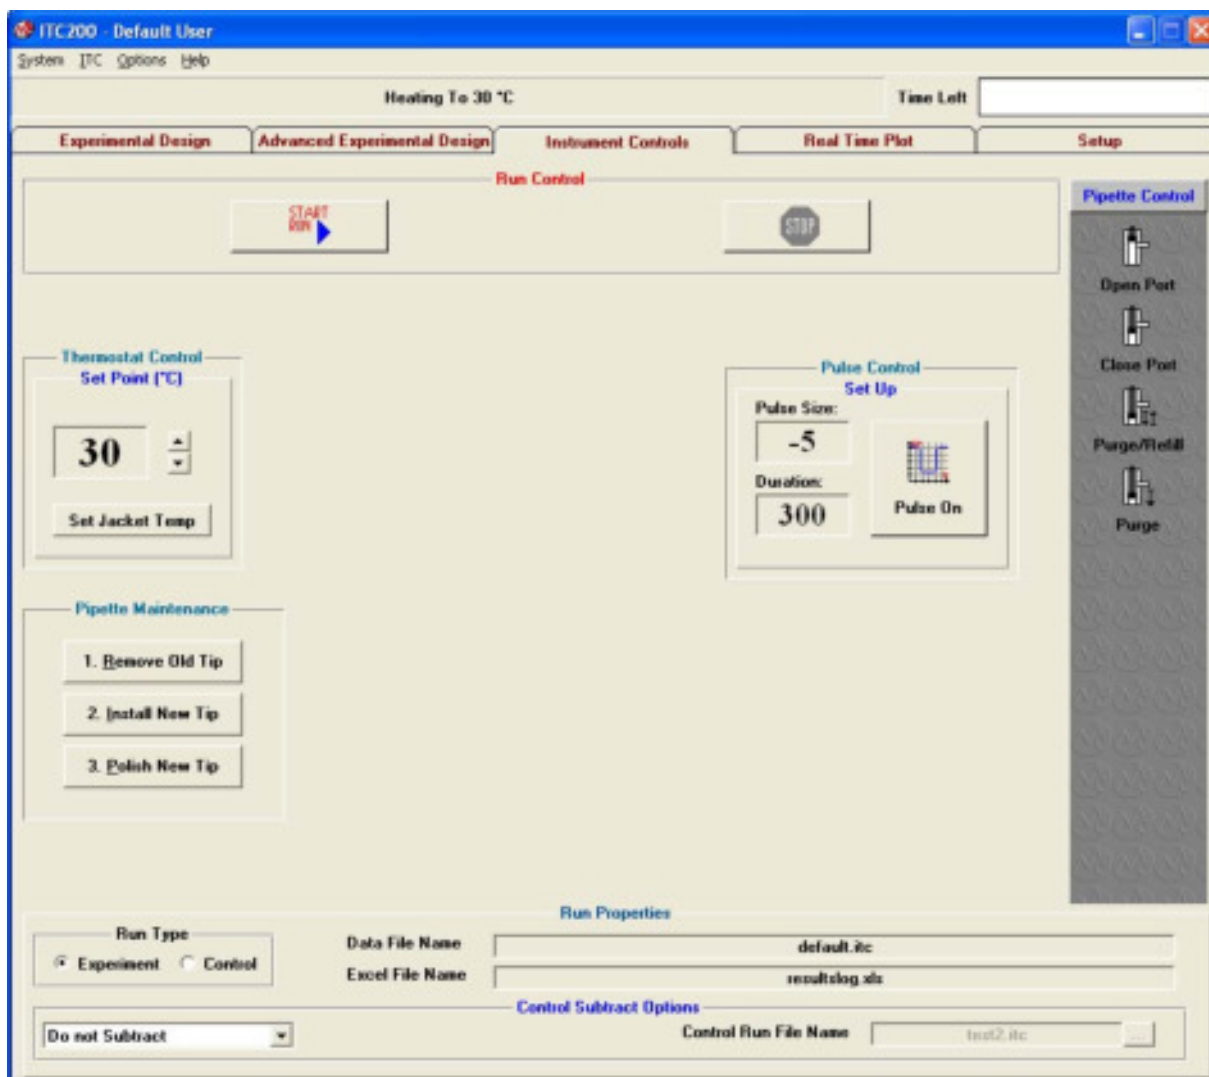 ITC200 - Default User
System ITC Options Help
Heating To 30 °C Time Left
Experimental Design Advanced Experimental Design Instrument Controls Real Time Plot Setup
Run Control
START RUN
STOP
Pipette Control
Open Port
Close Port
Purge/Refill
Purge
Thermostat Control
Set Point (°C)
30
Set Jacket Temp
Pulse Control
Set Up
Pulse Size:
-5
Duration:
300
Pulse On
Pipette Maintenance
1. Remove Old Tip
2. Install New Tip
3. Polish New Tip
Run Properties
Run Type
Experiment Control
Data File Name default.itc
Excel File Name resultslog.xls
Control Subtract Options
Do not Subtract
Control Run File Name test2.itc ...